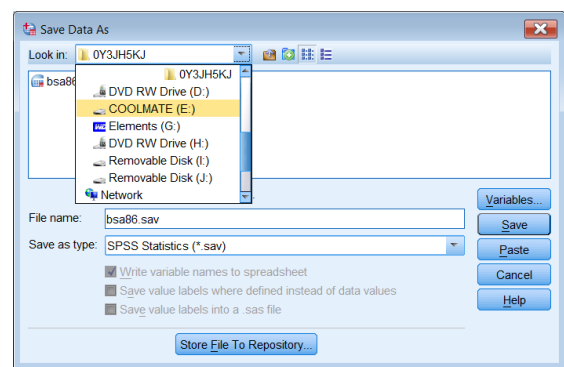 Save Data As
Look in: 0Y3JH5KJ
0Y3JH5KJ
bsa86
DVD RW Drive (D:)
COOLMATE (E:)
Elements (G:)
DVD RW Drive (H:)
Removable Disk (I:)
Removable Disk (J:)
Network
Variables...
File name: bsa86.sav
Save
Save as type: SPSS Statistics (*.sav)
Paste
Write variable names to spreadsheet
Cancel
Save value labels where defined instead of data values
Help
Save value labels into a .sas file
Store File To Repository...